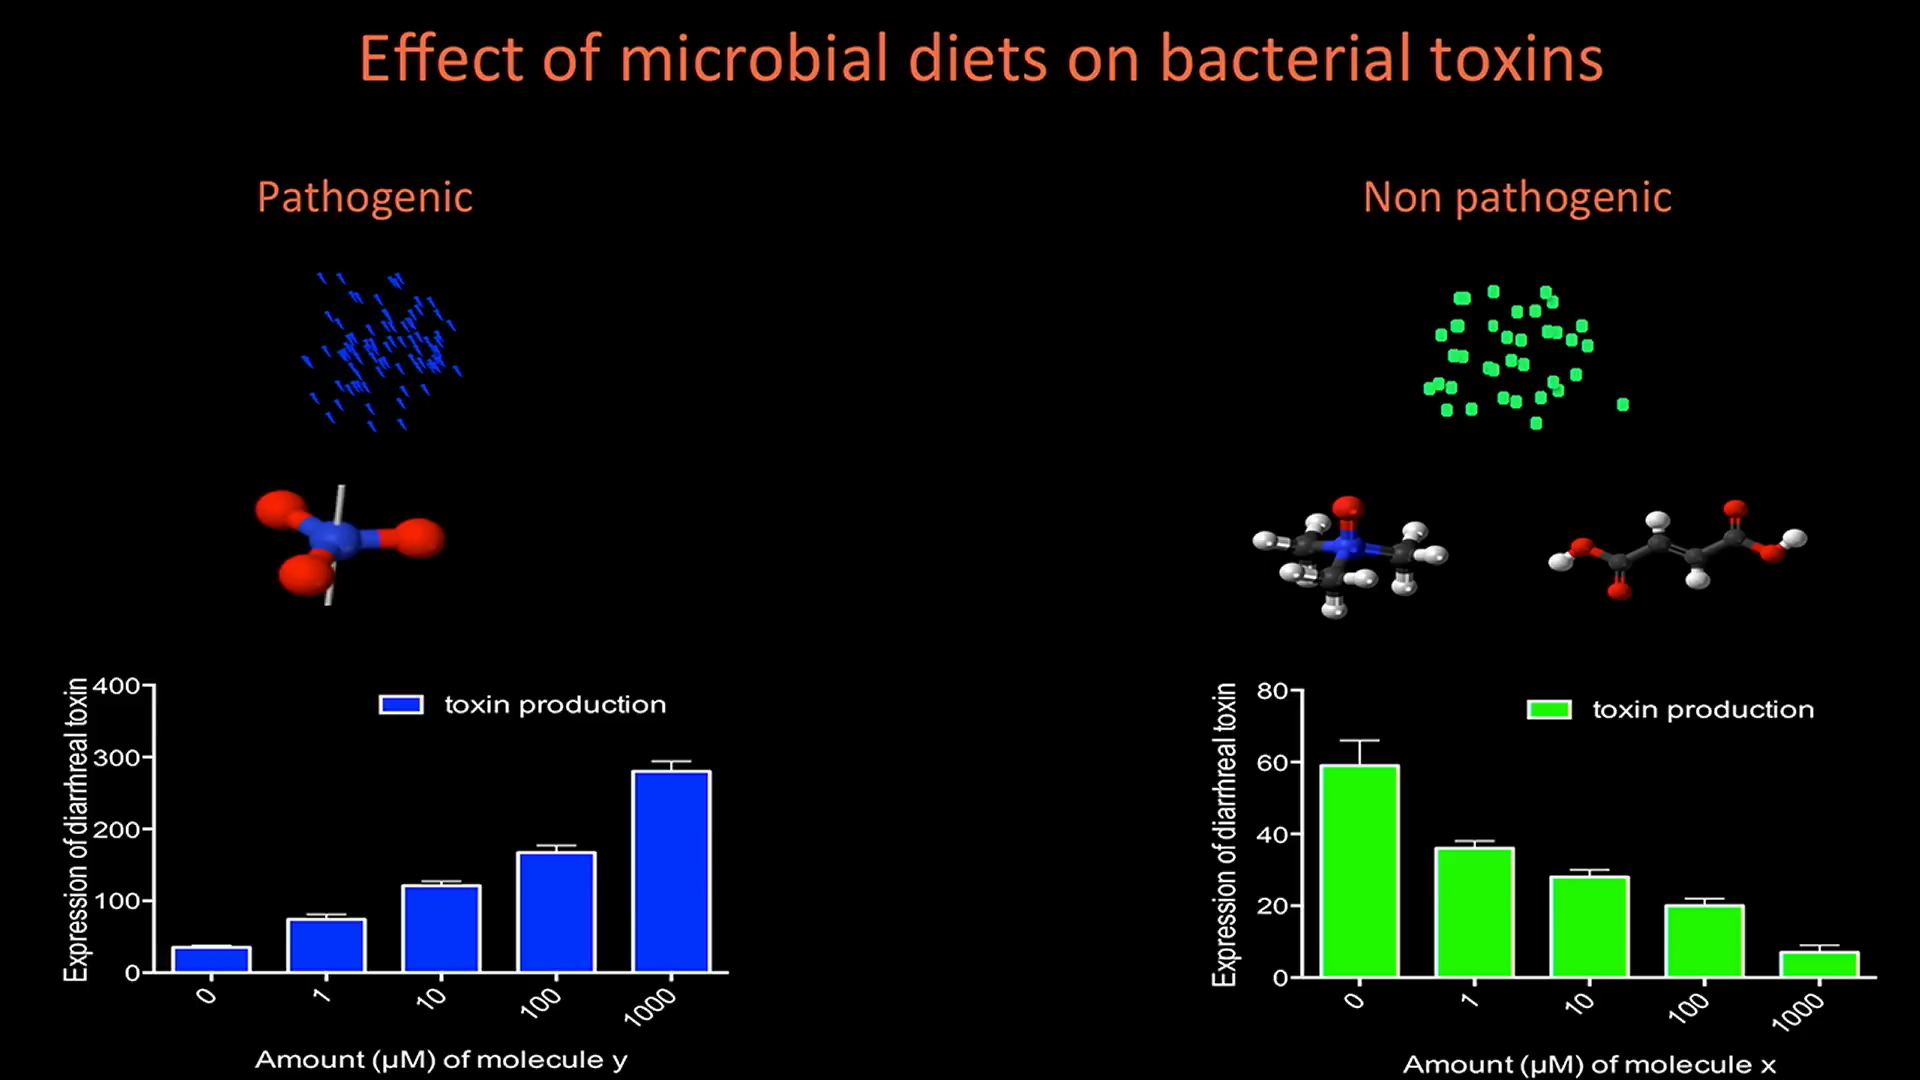 Effect of microbial diets on bacterial toxins
Pathogenic
Non pathogenic
Expression of diarrhreal toxin
400
300
200
100
0
toxin production
0
1
10
100
1000
Amount (µM) of molecule y
Expression of diarrhreal toxin
80
60
40
20
0
toxin production
0
1
10
100
1000
Amount (µM) of molecule x